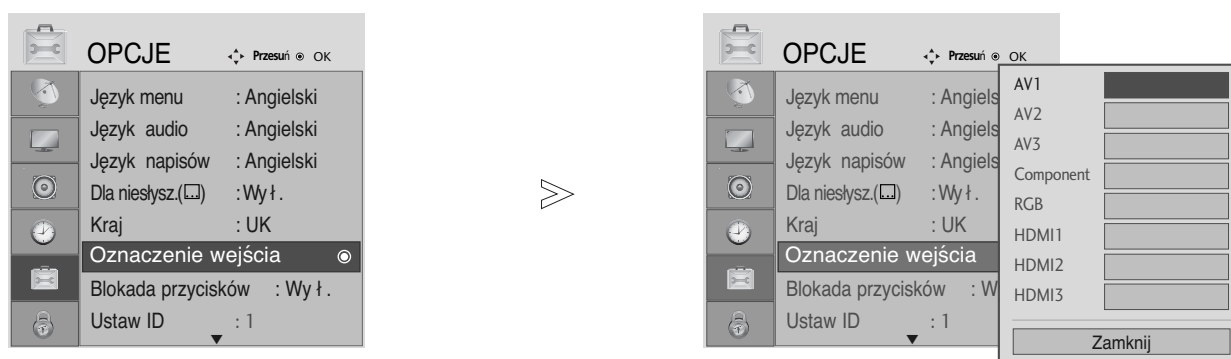 OPCJE Przesuń OK
Język menu : Angielski
Język audio : Angielski
Język napisów : Angielski
Dla niesłysz.( ) : Wył.
Kraj : UK
Oznaczenie wejścia
Blokada przycisków : Wył.
Ustaw ID : 1
OPCJE Przesuń OK
Język menu : Angiels
Język audio : Angiels
Język napisów : Angiels
Dla niesłysz.( ) : Wył.
Kraj : UK
Oznaczenie wejścia
Blokada przycisków : W
Ustaw ID : 1
AV1
AV2
AV3
Component
RGB
HDMI1
HDMI2
HDMI3
Zamknij